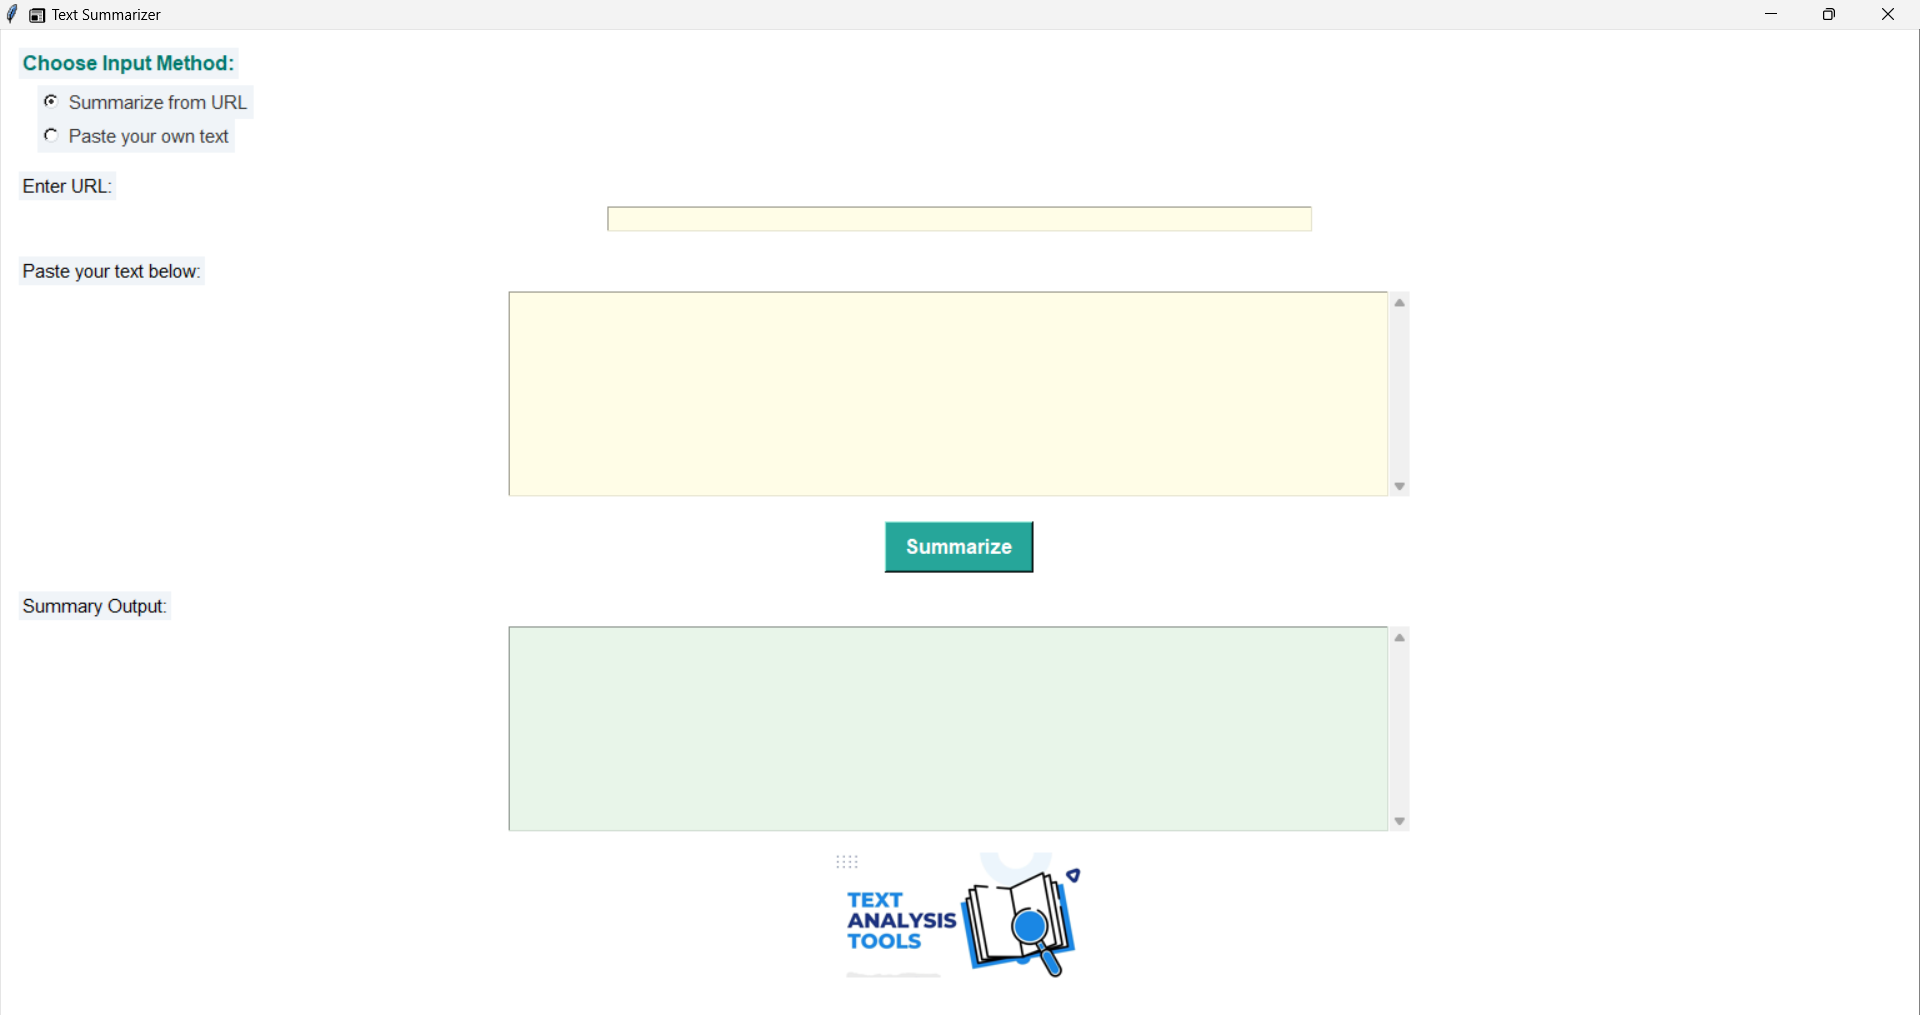 Text Summarizer
Choose Input Method:
Summarize from URL
Paste your own text
Enter URL:
Paste your text below:
Summarize
Summary Output:
TEXT
ANALYSIS
TOOLS